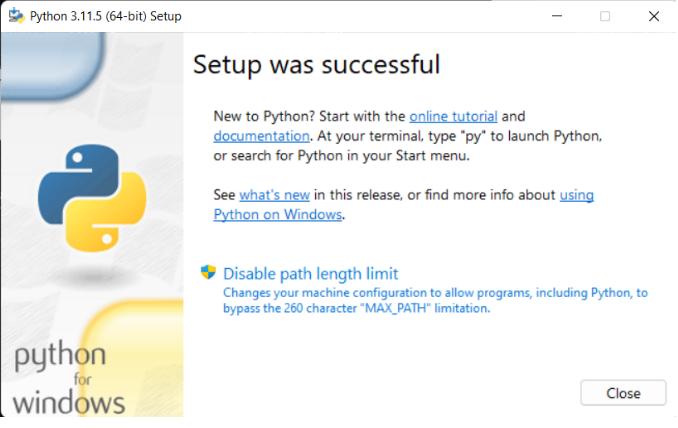 Python 3.11.5 (64-bit) Setup
Setup was successful
New to Python? Start with the online tutorial and
documentation. At your terminal, type "py" to launch Python,
or search for Python in your Start menu.
See what's new in this release, or find more info about using
Python on Windows.
Disable path length limit
Changes your machine configuration to allow programs, including Python, to
bypass the 260 character "MAX_PATH" limitation.
python
for
windows
Close